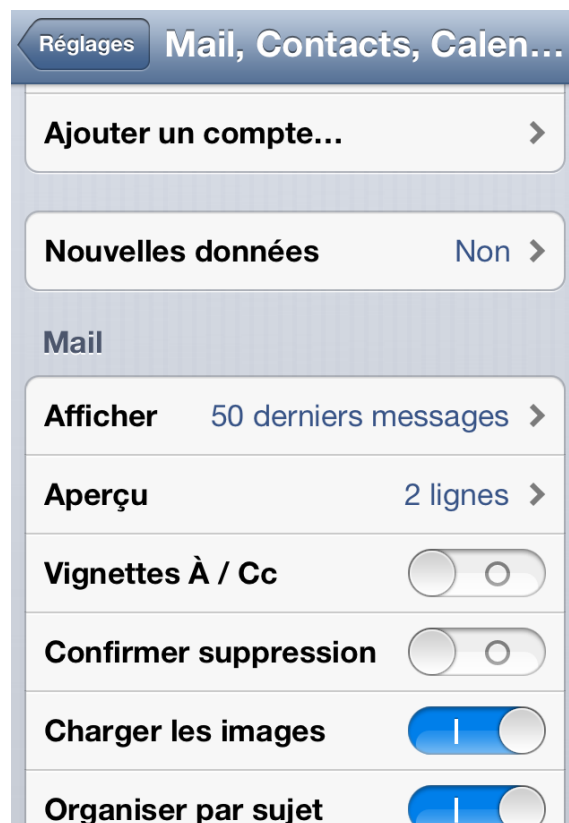 Réglages
Mail, Contacts, Calen...
Ajouter un compte...
Nouvelles données Non
Mail
Afficher 50 derniers messages
Aperçu 2 lignes
Vignettes À / Cc
Confirmer suppression
Charger les images
Organiser par sujet